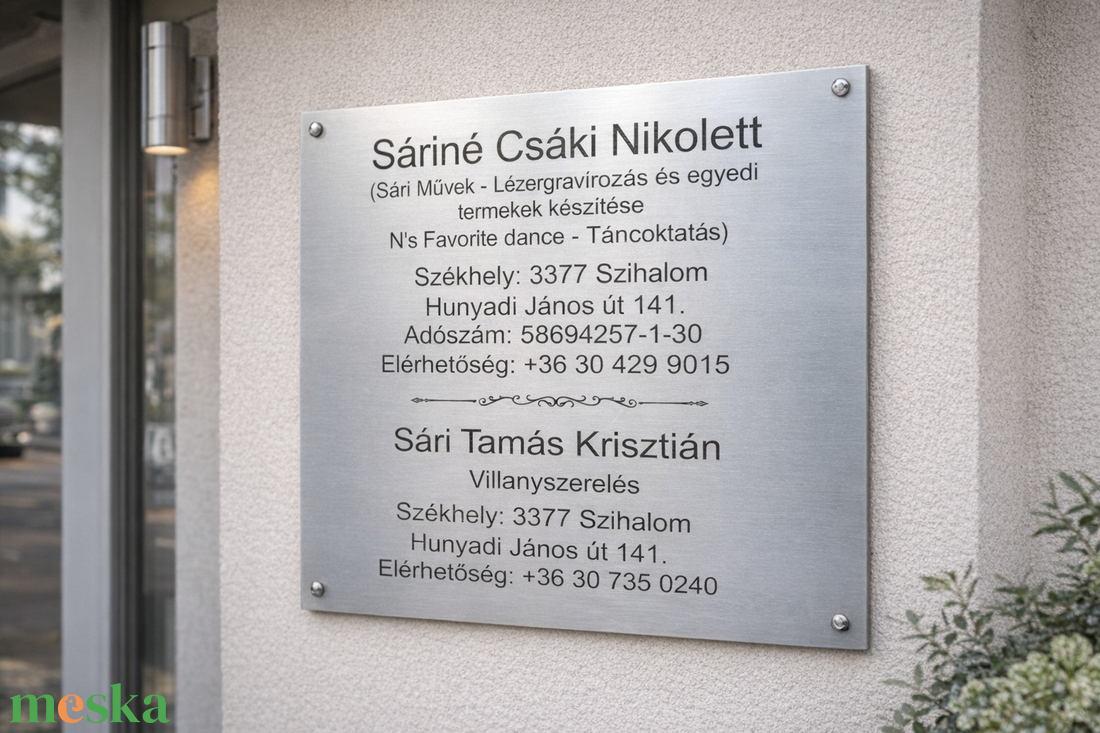 Sáriné Csáki Nikolett
(Sári Művek - Lézergravírozás és egyedi
termekek készítése
N's Favorite dance - Táncoktatás)
Székhely: 3377 Szihalom
Hunyadi János út 141.
Adószám: 58694257-1-30
Elérhetőség: +36 30 429 9015
Sári Tamás Krisztián
Villanyszerelés
Székhely: 3377 Szihalom
Hunyadi János út 141.
Elérhetőség: +36 30 735 0240
meska